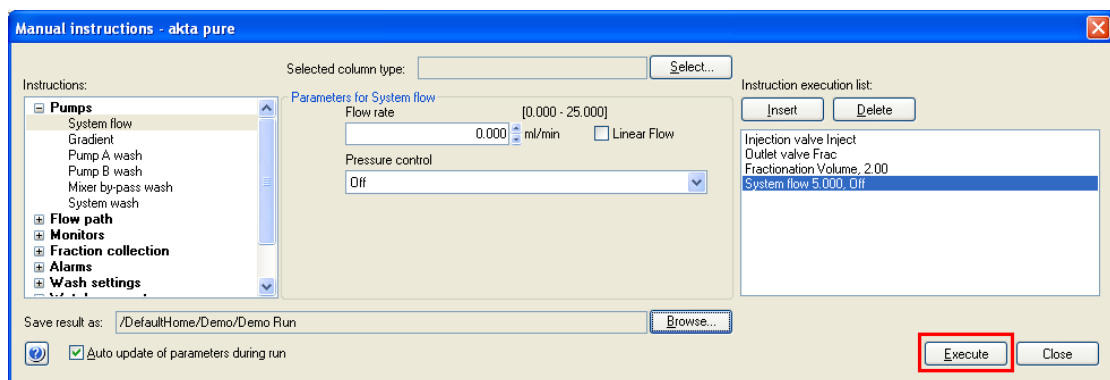 Manual instructions - akta pure
Selected column type:
Select...
Instructions:
Pumps
System flow
Gradient
Pump A wash
Pump B wash
Mixer by-pass wash
System wash
Flow path
Monitors
Fraction collection
Alarms
Wash settings
Parameters for System flow
Flow rate [0.000 - 25.000]
0.000 ml/min Linear Flow
Pressure control
Off
Instruction execution list:
Insert Delete
Injection valve Inject
Outlet valve Frac
Fractionation Volume, 2.00
System flow 5.000, Off
Save result as: /DefaultHome/Demo/Demo Run Browse...
? Auto update of parameters during run
Execute Close